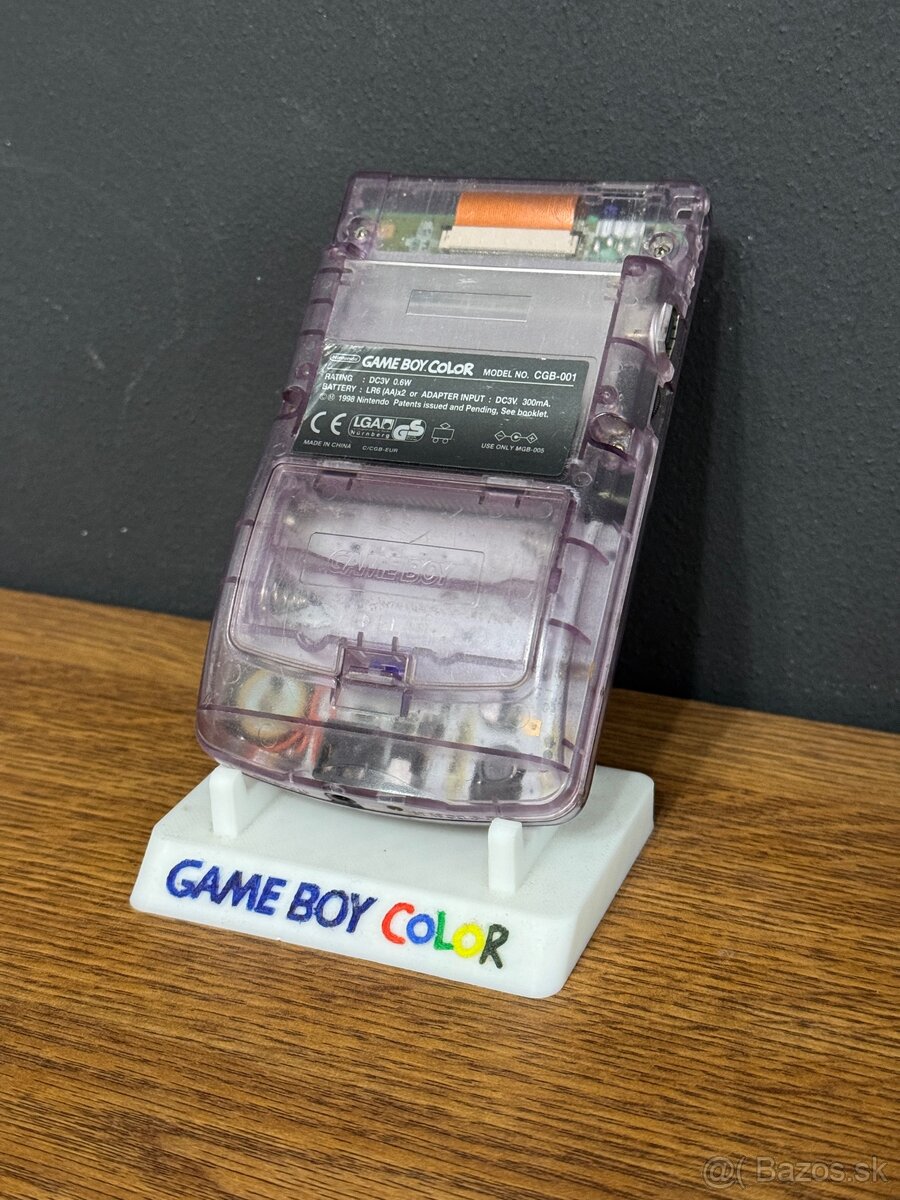 Nintendo GAME BOY COLOR MODEL NO. CGB-001
RATING : DC3V 0.6W
BATTERY : LR6 (AA)x2 or ADAPTER INPUT : DC3V 300mA.
©Ⓜ 1998 Nintendo Patents issued and Pending, See booklet.
CE LGA Nürnberg GS
MADE IN CHINA C/CGB-EUR USE ONLY MGB-005
GAME BOY
GAME BOY COLOR
@( Bazos.sk